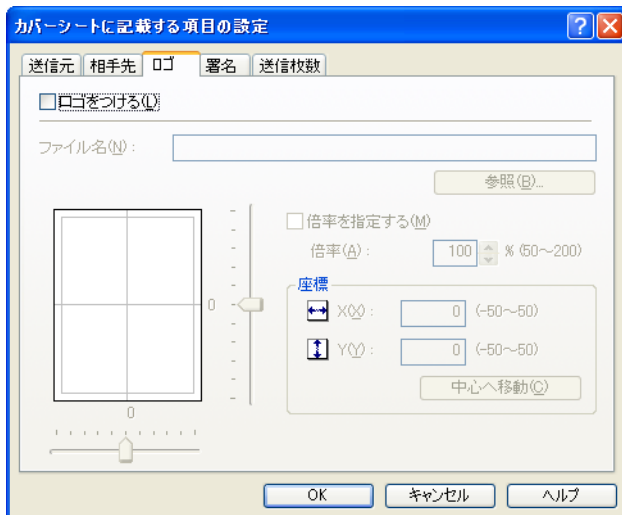 カバーシートに記載する項目の設定
送信元 相手先 ロゴ 署名 送信枚数
ロゴをつける(L)
ファイル名(N):
参照(B)...
倍率を指定する(M)
倍率(A): 100 % (50～200)
座標
0
X(X): 0 (-50～50)
Y(Y): 0 (-50～50)
中心へ移動(C)
0
OK キャンセル ヘルプ